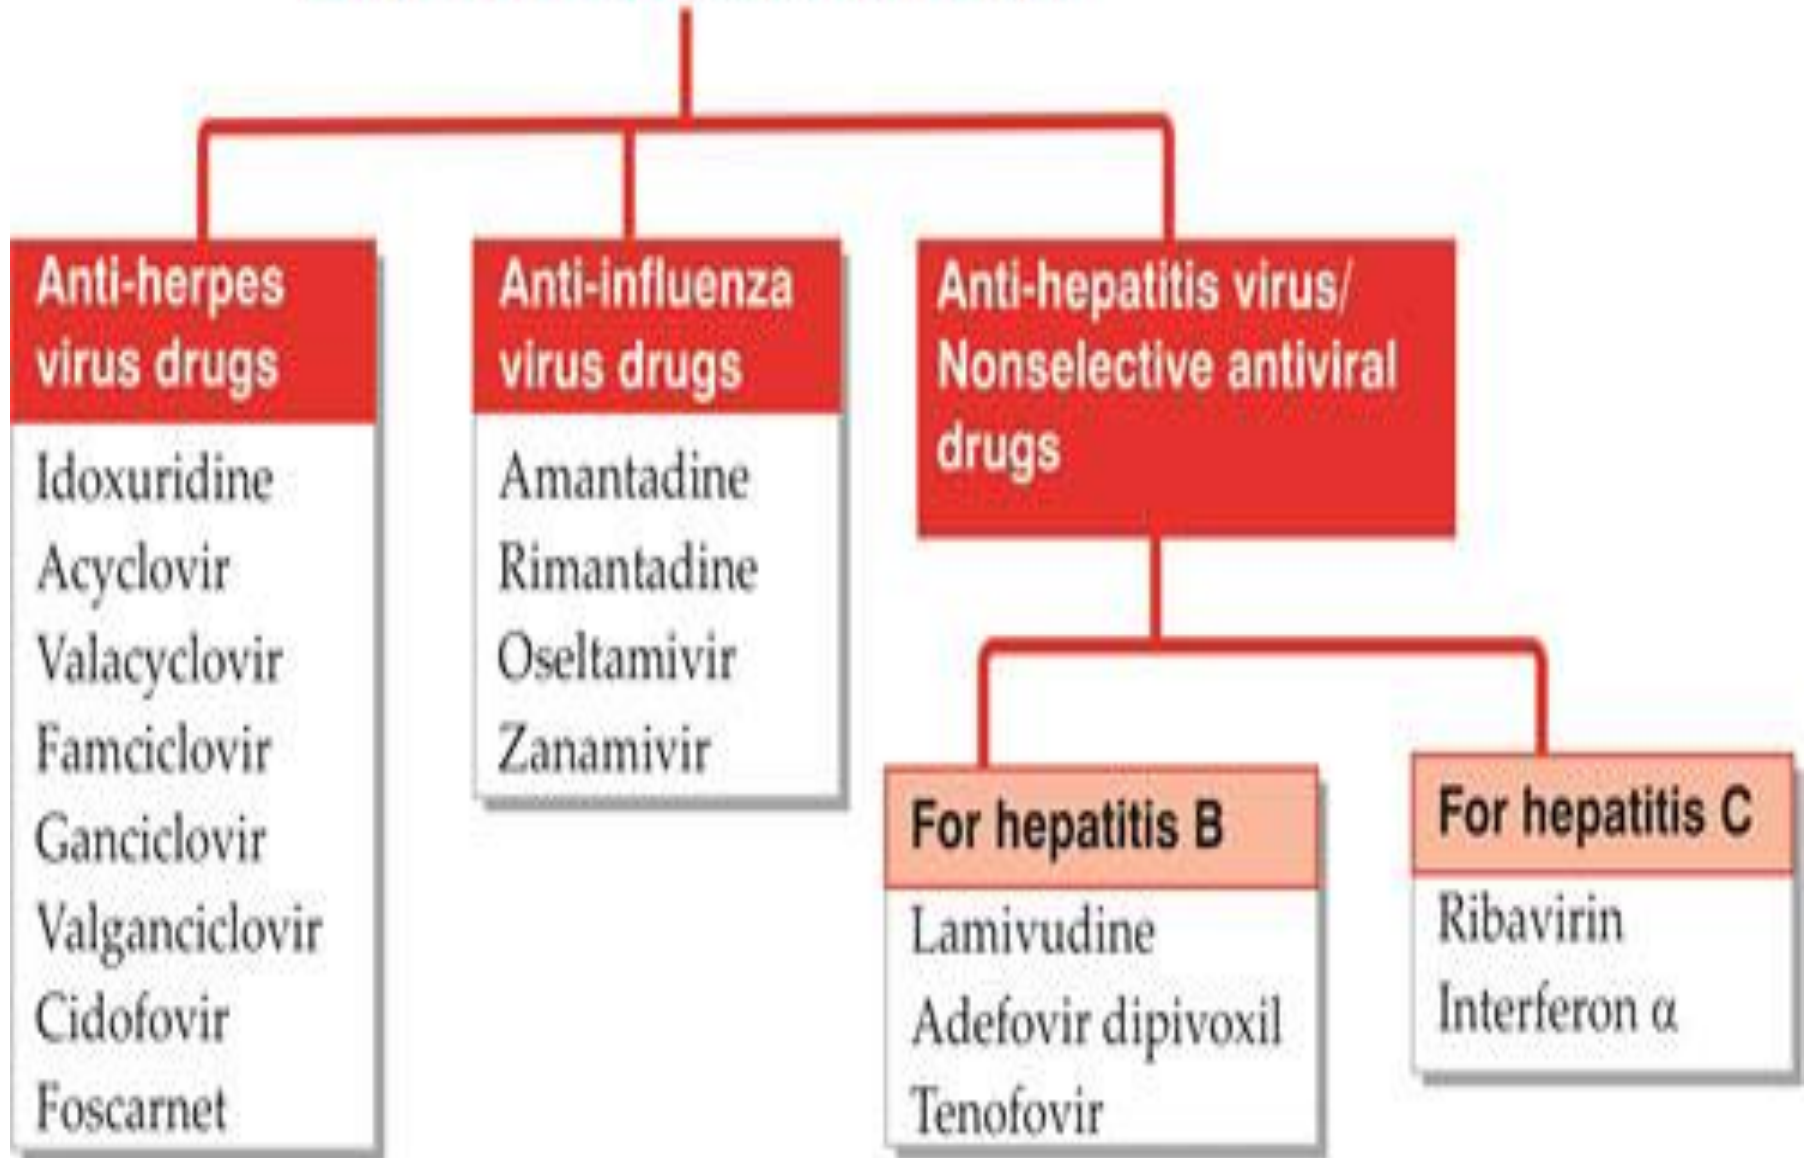 Anti-herpes
virus drugs
Idoxuridine
Acyclovir
Valacyclovir
Famciclovir
Ganciclovir
Valganciclovir
Cidofovir
Foscarnet
Anti-influenza
virus drugs
Amantadine
Rimantadine
Oseltamivir
Zanamivir
Anti-hepatitis virus/
Nonselective antiviral
drugs
For hepatitis B
Lamivudine
Adefovir dipivoxil
Tenofovir
For hepatitis C
Ribavirin
Interferon α